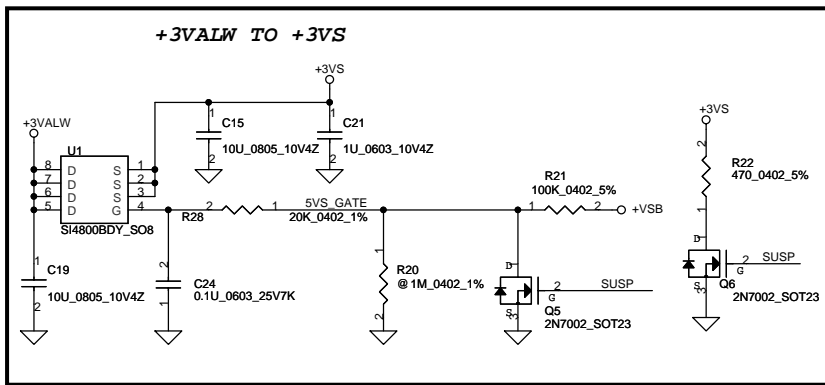 +3VALW TO +3VS
+3VS
+3VALW
+3VS
1
C15
2
10U_0805_10V4Z
1
C21
2
1U_0603_10V4Z
U1
8 D S 1
7 D S 2
6 D S 3
5 D G 4
SI4800BDY_SO8
R21
100K_0402_5%
1 2 +VSB
2
R22
470_0402_5%
1
R28
2 1
5VS_GATE
20K_0402_1%
1
C19
2
10U_0805_10V4Z
2
C24
1
0.1U_0603_25V7K
1
R20
@1M_0402_1%
2
D 1
2 SUSP
G
S 3
Q5
2N7002_SOT23
D 1
2 SUSP
G
S 3
Q6
2N7002_SOT23